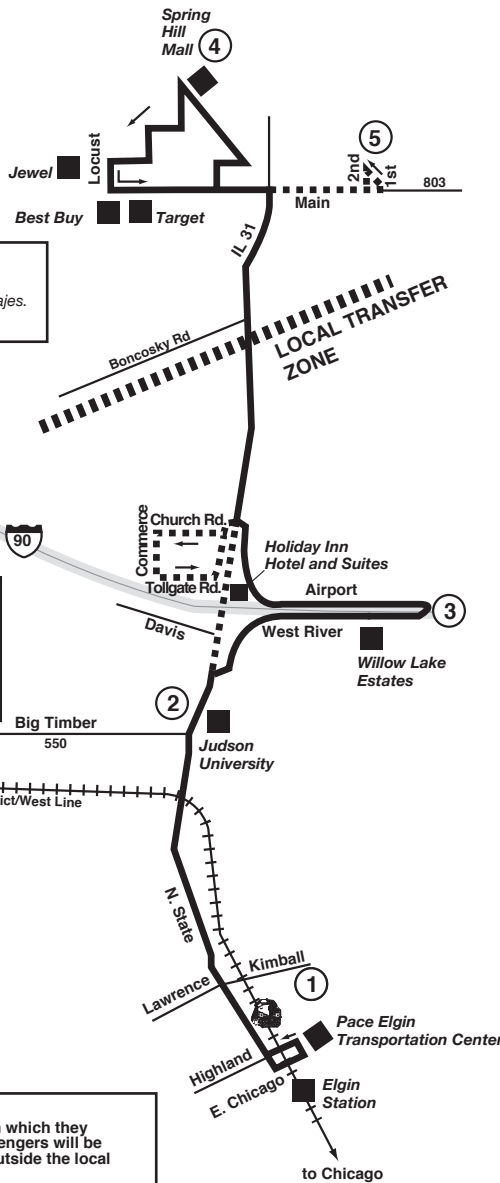 Spring
Hill
Mall
4
5
Locust
2nd
1st
Jewel
803
Main
Best Buy
Target
IL 31
ajes.
LOCAL TRANSFER
ZONE
Boncosky Rd
Church Rd.
Commerce
90
Holiday Inn
Hotel and Suites
Tollgate Rd.
Airport
3
Davis
West River
Willow Lake
Estates
2
Big Timber
550
Judson
University
ict/West Line
N. State
Kimball
1
Lawrence
Pace Elgin
Transportation Center
Highland
E. Chicago
Elgin
Station
n which they
engers will be
utside the local
to Chicago